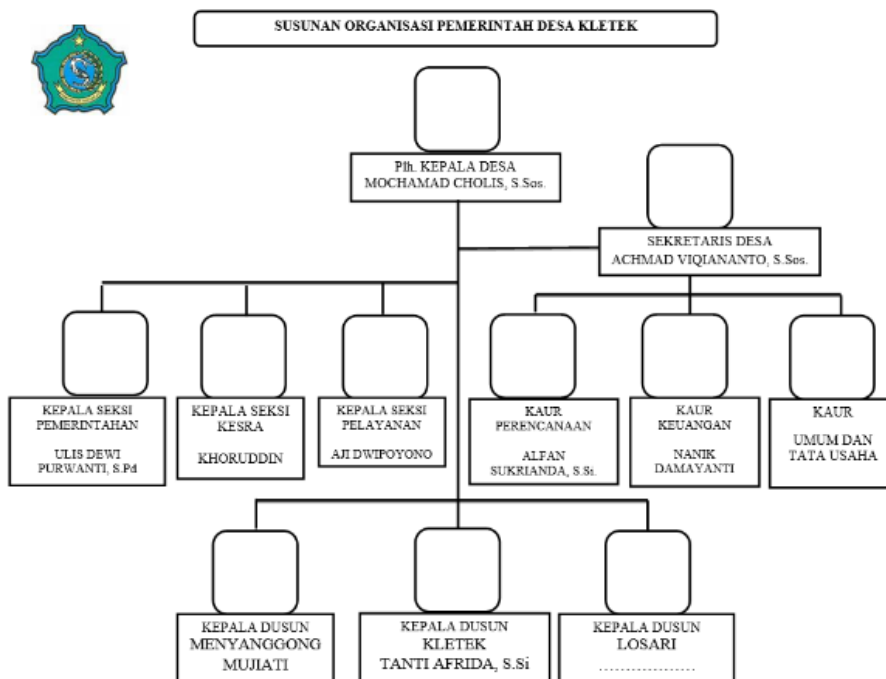 SUSUNAN ORGANISASI PEMERINTAH DESA KLETEK
Plh. KEPALA DESA
MOCHAMAD CHOLIS, S.Sos.
SEKRETARIS DESA
ACHMAD VIQIANANTO, S.Sos.
KEPALA SEKSI
PEMERINTAHAN
ULIS DEWI
PURWANTI, S.Pd
KEPALA SEKSI
KESRA
KHORUDDIN
KEPALA SEKSI
PELAYANAN
AJI DWIPOYONO
KAUR
PERENCANAAN
ALFAN
SUKRIANDA, S.Si.
KAUR
KEUANGAN
NANIK
DAMAYANTI
KAUR
UMUM DAN
TATA USAHA
KEPALA DUSUN
MENYANGGONG
MUJIATI
KEPALA DUSUN
KLETEK
TANTI AFRIDA, S.Si
KEPALA DUSUN
LOSARI
...................